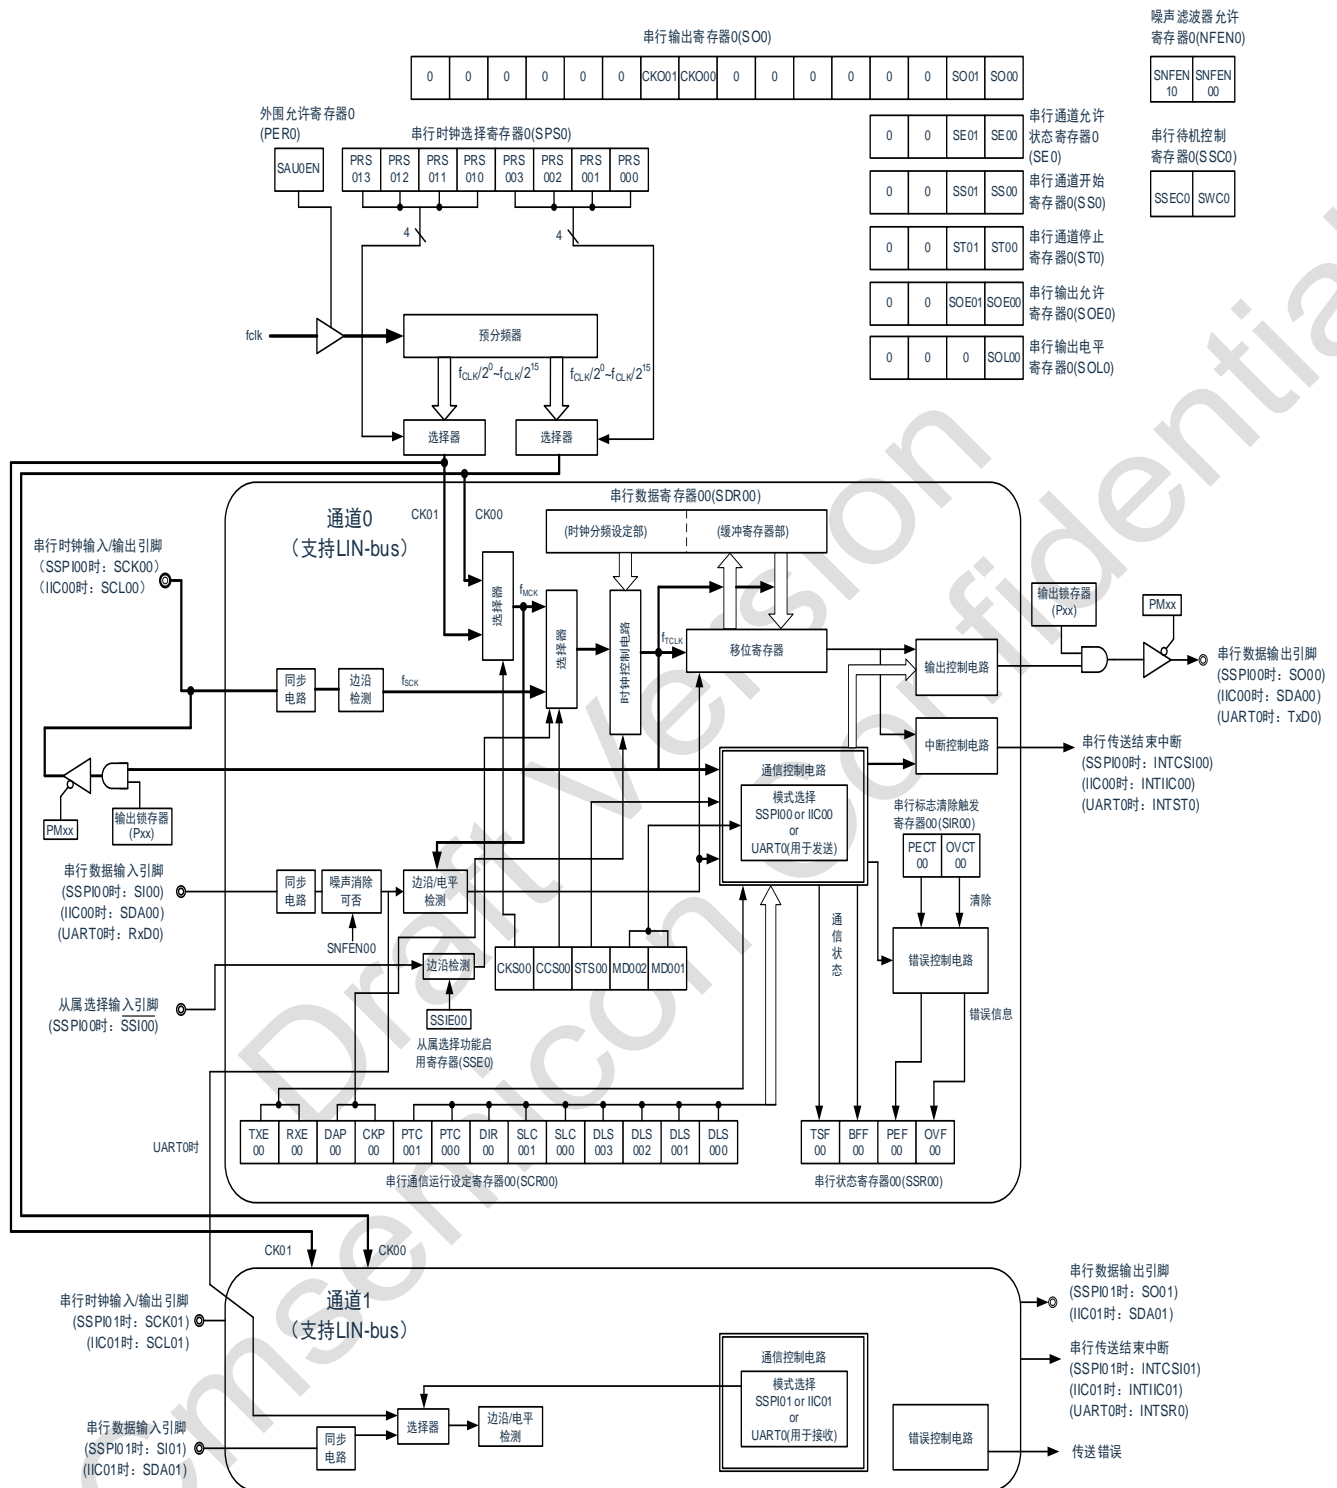 串行输出寄存器0(SO0)
0 0 0 0 0 0 CKO01 CKO00 0 0 0 0 0 0 SO01 SO00
噪声滤波器允许
寄存器0(NFEN0)
SNFEN 10
SNFEN 00
外围允许寄存器0
(PER0)
SAU0EN
串行时钟选择寄存器0(SPS0)
PRS 013
PRS 012
PRS 011
PRS 010
PRS 003
PRS 002
PRS 001
PRS 000
0 0 SE01 SE00
串行通道允许
状态寄存器0
(SE0)
串行待机控制
寄存器0(SSC0)
SSEC0 SWC0
0 0 SS01 SS00
串行通道开始
寄存器0(SS0)
4
4
0 0 ST01 ST00
串行通道停止
寄存器0(ST0)
0 0 SOE01 SOE00
串行输出允许
寄存器0(SOE0)
0 0 0 SOL00
串行输出电平
寄存器0(SOL0)
fclk
预分频器
fCLK/2^0~fCLK/2^15
fCLK/2^0~fCLK/2^15
选择器
选择器
通道0
（支持LIN-bus）
CK01
CK00
串行数据寄存器00(SDR00)
(时钟分频设定部)
(缓冲寄存器部)
串行时钟输入/输出引脚
（SSPI00时：SCK00）
（IIC00时：SCL00）
选择器
fMCK
选择器
时钟控制电路
fTCLK
移位寄存器
输出控制电路
输出锁存器
(Pxx)
PMxx
串行数据输出引脚
(SSPI00时：SO00)
(IIC00时：SDA00)
(UART0时：TxD0)
同步
电路
边沿
检测
fSCK
中断控制电路
串行传送结束中断
(SSPI00时：INTCSI00)
(IIC00时：INTIIC00)
(UART0时：INTST0)
通信控制电路
模式选择
SSPI00 or IIC00
or
UART0(用于发送)
PMxx
输出锁存器
(Pxx)
串行标志清除触发
寄存器00(SIR00)
PECT 00
OVCT 00
清除
串行数据输入引脚
(SSPI00时：SI00)
(IIC00时：SDA00)
(UART0时：RxD0)
同步
电路
噪声消除
可否
SNFEN00
边沿/电平
检测
通信状态
错误控制电路
错误信息
边沿检测
CKS00 CCS00 STS00 MD002 MD001
从属选择输入引脚
(SSPI00时：SSI00)
SSIE00
从属选择功能启
用寄存器(SSE0)
UART0时
TXE 00
RXE 00
DAP 00
CKP 00
PTC 001
PTC 000
DIR 00
SLC 001
SLC 000
DLS 003
DLS 002
DLS 001
DLS 000
串行通信运行设定寄存器00(SCR00)
TSF 00
BFF 00
PEF 00
OVF 00
串行状态寄存器00(SSR00)
CK01
CK00
通道1
（支持LIN-bus）
串行时钟输入/输出引脚
(SSPI01时：SCK01)
(IIC01时：SCL01)
串行数据输出引脚
(SSPI01时：SO01)
(IIC01时：SDA01)
通信控制电路
模式选择
SSPI01 or IIC01
or
UART0(用于接收)
串行传送结束中断
(SSPI01时：INTCSI01)
(IIC01时：INTIIC01)
(UART0时：INTSR0)
串行数据输入引脚
(SSPI01时：SI01)
(IIC01时：SDA01)
同步
电路
选择器
边沿/电平
检测
错误控制电路
传送错误
Draft Version
Cmsemicon Confidential